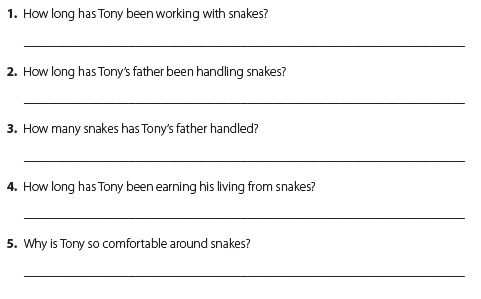 1. How long has Tony been working with snakes?
2. How long has Tony's father been handling snakes?
3. How many snakes has Tony's father handled?
4. How long has Tony been earning his living from snakes?
5. Why is Tony so comfortable around snakes?